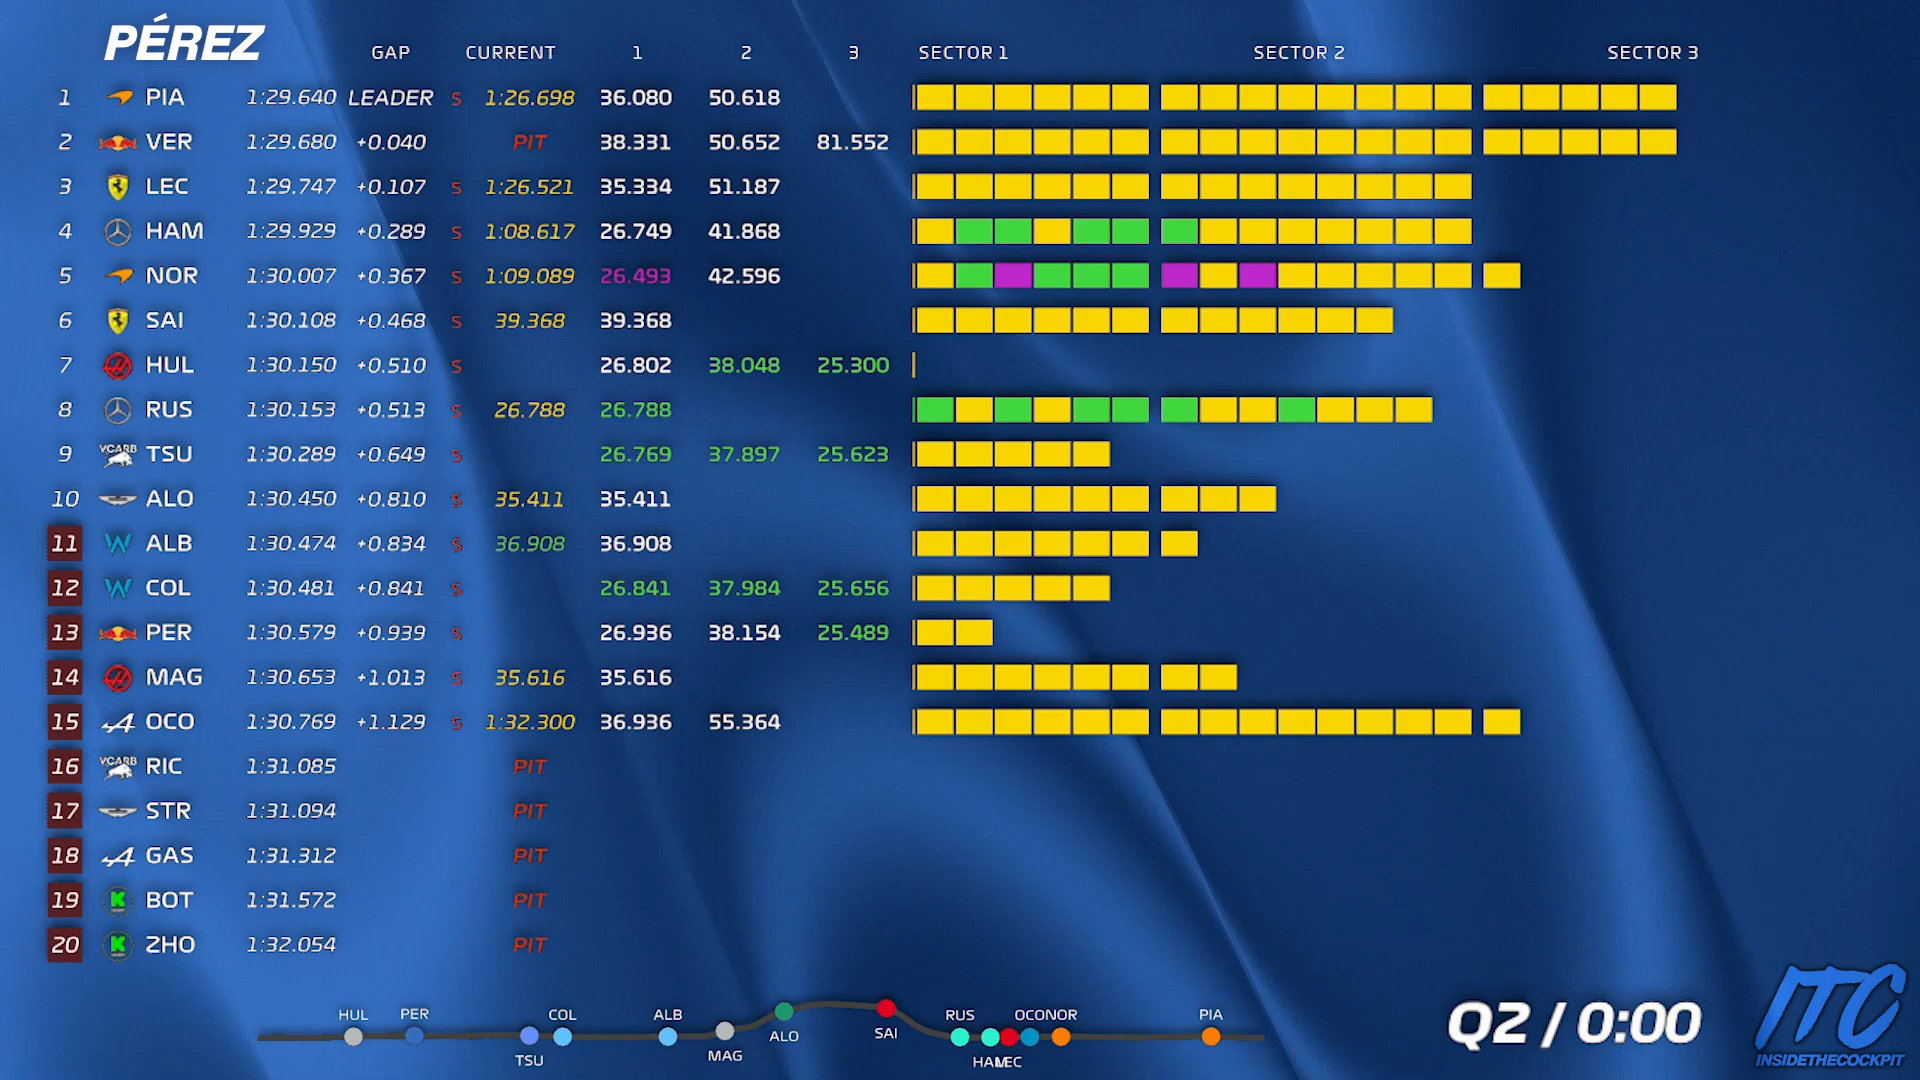 PÉREZ
GAP CURRENT 1 2 3 SECTOR 1 SECTOR 2 SECTOR 3
1 PIA 1:29.640 LEADER S 1:26.698 36.080 50.618
2 VER 1:29.680 +0.040 PIT 38.331 50.652 81.552
3 LEC 1:29.747 +0.107 S 1:26.521 35.334 51.187
4 HAM 1:29.929 +0.289 S 1:08.617 26.749 41.868
5 NOR 1:30.007 +0.367 S 1:09.089 26.493 42.596
6 SAI 1:30.108 +0.468 S 39.368 39.368
7 HUL 1:30.150 +0.510 S 26.802 38.048 25.300
8 RUS 1:30.153 +0.513 S 26.788 26.788
9 VCARB TSU 1:30.289 +0.649 S 26.769 37.897 25.623
10 ALO 1:30.450 +0.810 S 35.411 35.411
11 W ALB 1:30.474 +0.834 S 36.908 36.908
12 W COL 1:30.481 +0.841 S 26.841 37.984 25.656
13 PER 1:30.579 +0.939 S 26.936 38.154 25.489
14 MAG 1:30.653 +1.013 S 35.616 35.616
15 OCO 1:30.769 +1.129 S 1:32.300 36.936 55.364
16 VCARB RIC 1:31.085 PIT
17 STR 1:31.094 PIT
18 GAS 1:31.312 PIT
19 K BOT 1:31.572 PIT
20 K ZHO 1:32.054 PIT
HUL PER COL ALB RUS OCONOR PIA
TSU MAG ALO SAI
Q2 / 0:00
ITC
INSIDETHECOCKPIT